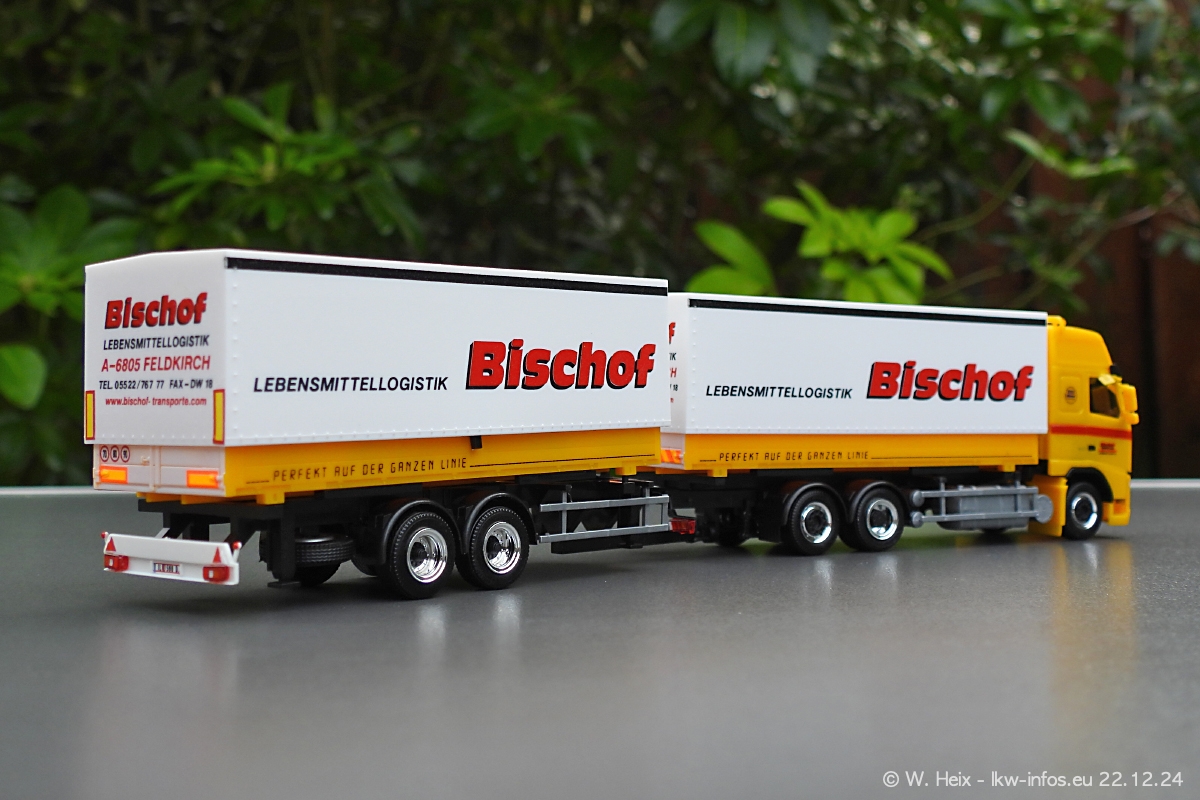 Bischof
LEBENSMITTELLOGISTIK
A-6805 FELDKIRCH
TEL. 05522/767 77 FAX-DW 18
www.bischof-transporte.com
LEBENSMITTELLOGISTIK Bischof
PERFEKT AUF DER GANZEN LINIE
LEBENSMITTELLOGISTIK Bischof
PERFEKT AUF DER GANZEN LINIE
© W. Heix - lkw-infos.eu 22.12.24